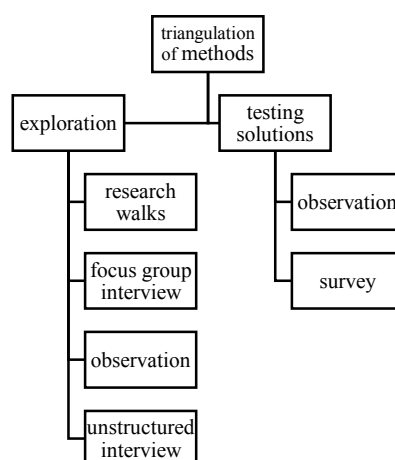 triangulation
of methods
exploration
testing
solutions
research
walks
focus group
interview
observation
unstructured
interview
observation
survey